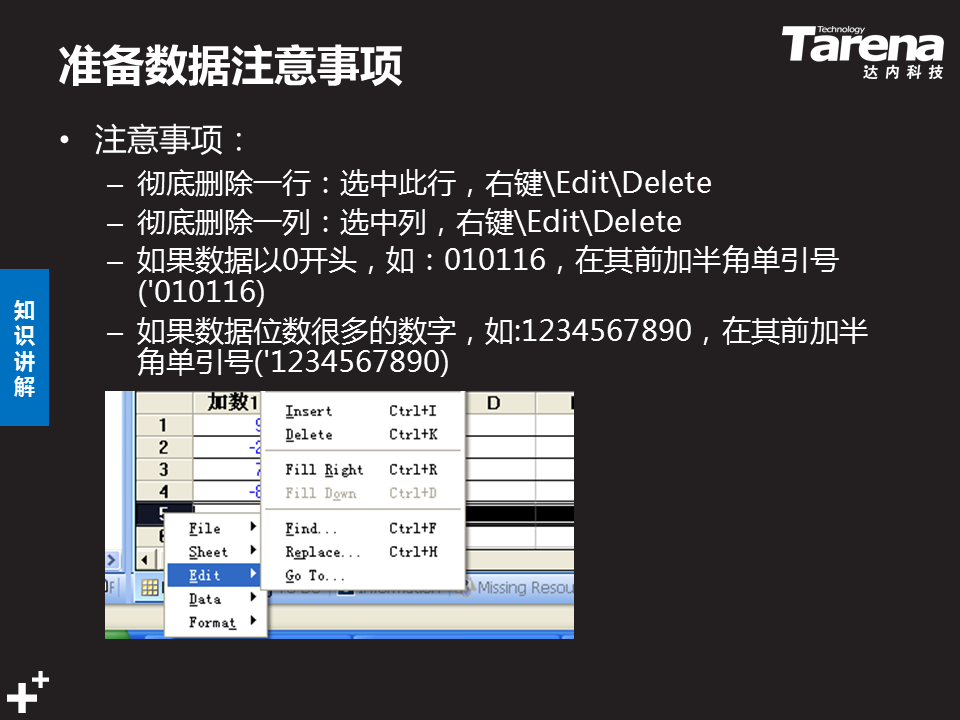 准备数据注意事项
Technology
Tarena
达内科技
• 注意事项：
– 彻底删除一行：选中此行，右键\Edit\Delete
– 彻底删除一列：选中列，右键\Edit\Delete
– 如果数据以0开头，如：010116，在其前加半角单引号
('010116)
– 如果数据位数很多的数字，如:1234567890，在其前加半
角单引号('1234567890)
知识讲解
加数1 D
1 9
2 -2
3 7
4 -8
5
6
Insert Ctrl+I
Delete Ctrl+K
Fill Right Ctrl+R
Fill Down Ctrl+D
Find... Ctrl+F
Replace... Ctrl+H
Go To...
File
Sheet
Edit
Data
Format
Missing Resou